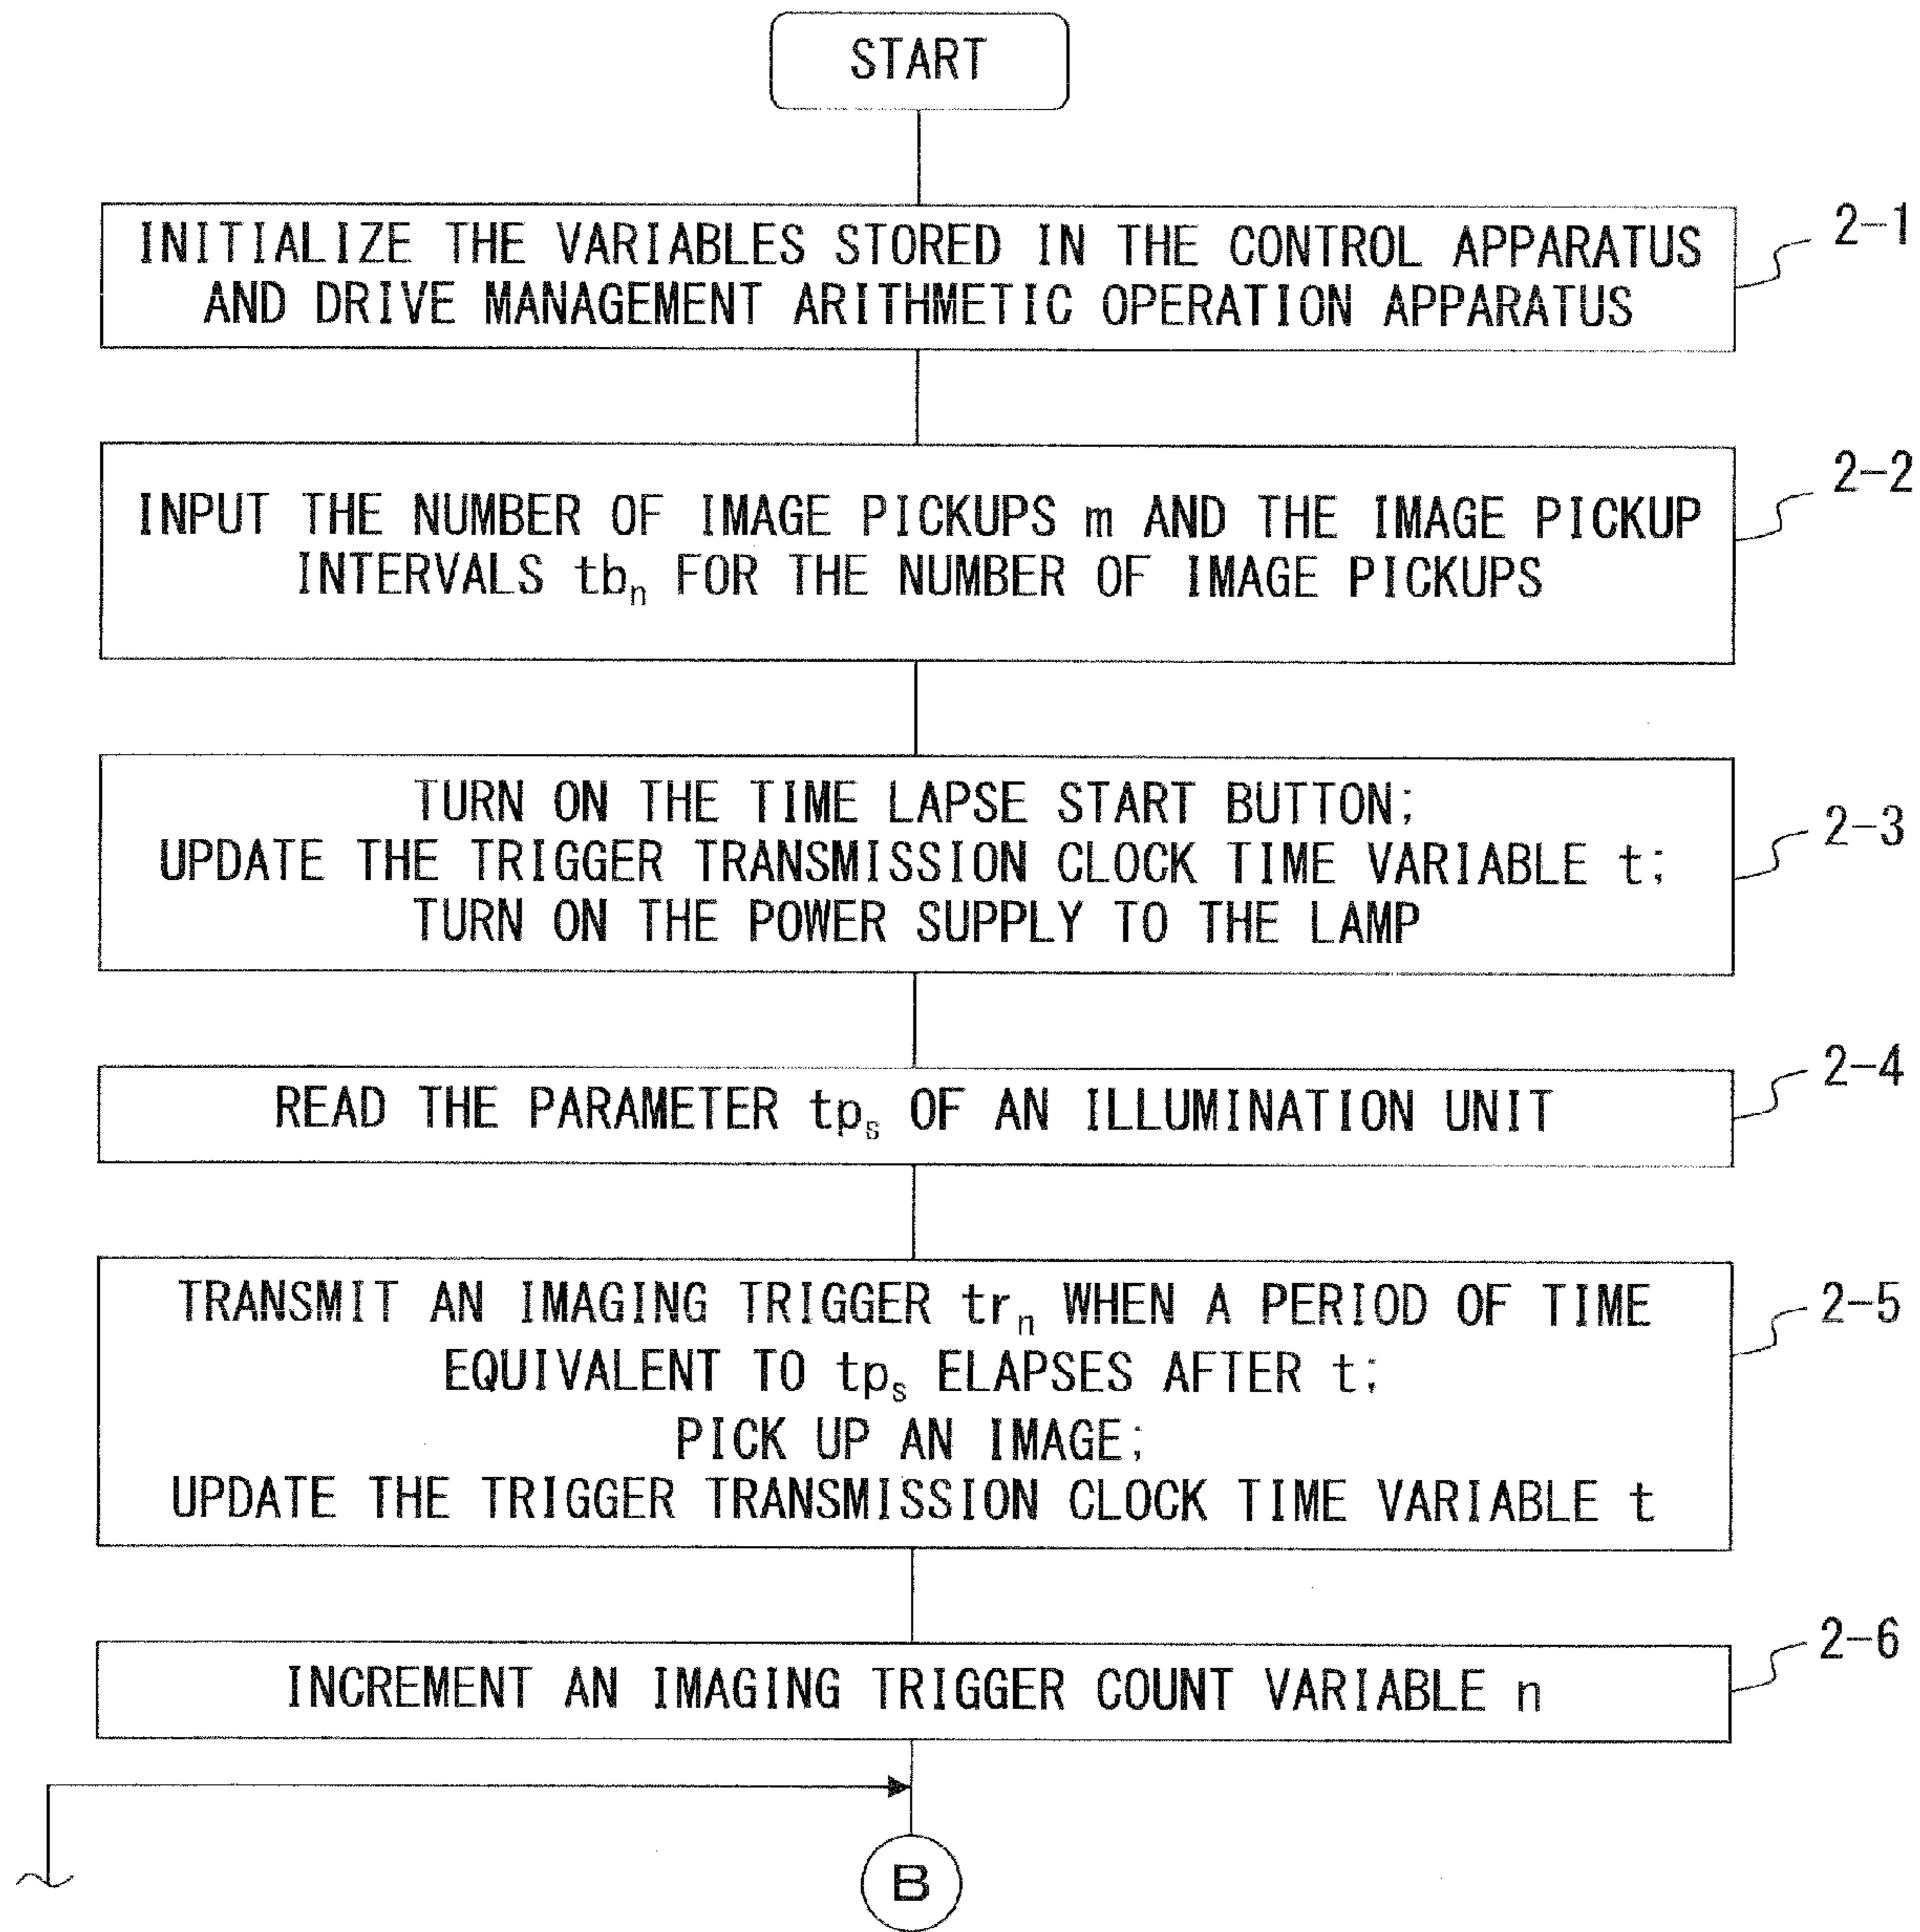 START
INITIALIZE THE VARIABLES STORED IN THE CONTROL APPARATUS
AND DRIVE MANAGEMENT ARITHMETIC OPERATION APPARATUS
2-1
INPUT THE NUMBER OF IMAGE PICKUPS m AND THE IMAGE PICKUP
INTERVALS tbₙ FOR THE NUMBER OF IMAGE PICKUPS
2-2
TURN ON THE TIME LAPSE START BUTTON;
UPDATE THE TRIGGER TRANSMISSION CLOCK TIME VARIABLE t;
TURN ON THE POWER SUPPLY TO THE LAMP
2-3
READ THE PARAMETER tpₛ OF AN ILLUMINATION UNIT
2-4
TRANSMIT AN IMAGING TRIGGER trₙ WHEN A PERIOD OF TIME
EQUIVALENT TO tpₛ ELAPSES AFTER t;
PICK UP AN IMAGE;
UPDATE THE TRIGGER TRANSMISSION CLOCK TIME VARIABLE t
2-5
INCREMENT AN IMAGING TRIGGER COUNT VARIABLE n
2-6
B